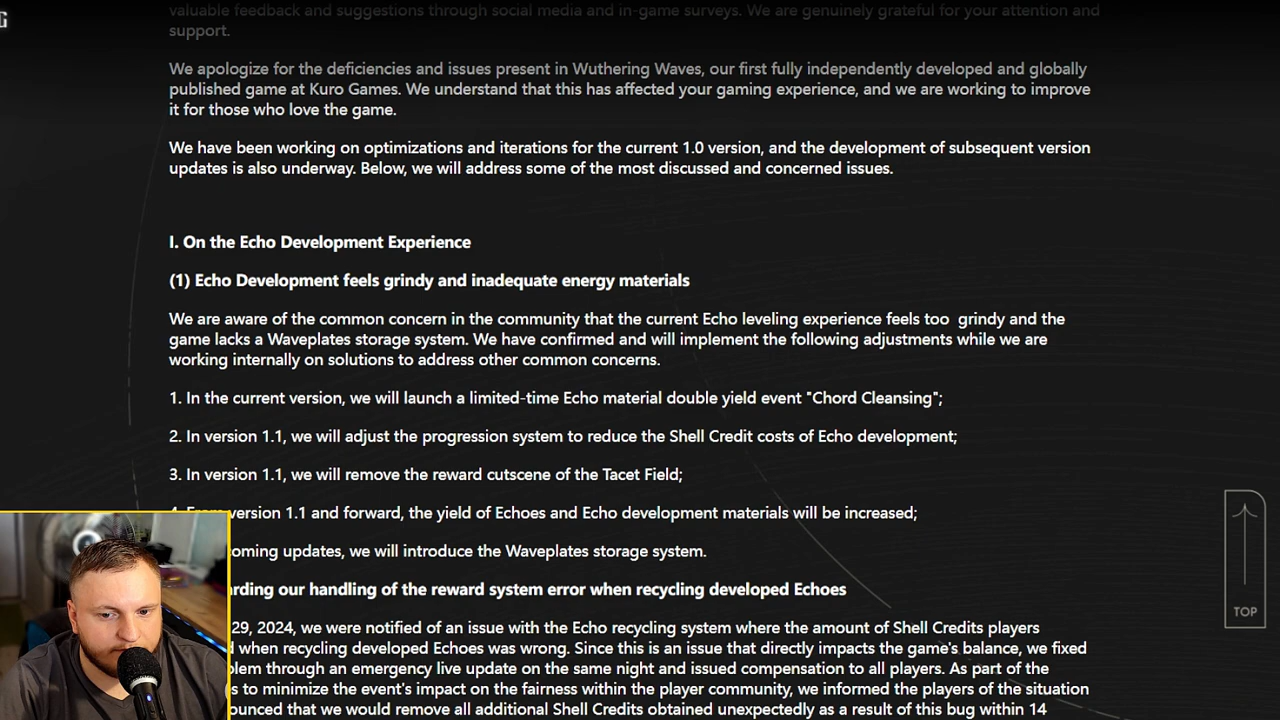 G
valuable feedback and suggestions through social media and in-game surveys. We are genuinely grateful for your attention and
support.
We apologize for the deficiencies and issues present in Wuthering Waves, our first fully independently developed and globally
published game at Kuro Games. We understand that this has affected your gaming experience, and we are working to improve
it for those who love the game.
We have been working on optimizations and iterations for the current 1.0 version, and the development of subsequent version
updates is also underway. Below, we will address some of the most discussed and concerned issues.
I. On the Echo Development Experience
(1) Echo Development feels grindy and inadequate energy materials
We are aware of the common concern in the community that the current Echo leveling experience feels too  grindy and the
game lacks a Waveplates storage system. We have confirmed and will implement the following adjustments while we are
working internally on solutions to address other common concerns.
1. In the current version, we will launch a limited-time Echo material double yield event "Chord Cleansing";
2. In version 1.1, we will adjust the progression system to reduce the Shell Credit costs of Echo development;
3. In version 1.1, we will remove the reward cutscene of the Tacet Field;
4. From version 1.1 and forward, the yield of Echoes and Echo development materials will be increased;
coming updates, we will introduce the Waveplates storage system.
rding our handling of the reward system error when recycling developed Echoes
29, 2024, we were notified of an issue with the Echo recycling system where the amount of Shell Credits players
d when recycling developed Echoes was wrong. Since this is an issue that directly impacts the game's balance, we fixed
blem through an emergency live update on the same night and issued compensation to all players. As part of the
s to minimize the event's impact on the fairness within the player community, we informed the players of the situation
ounced that we would remove all additional Shell Credits obtained unexpectedly as a result of this bug within 14
TOP